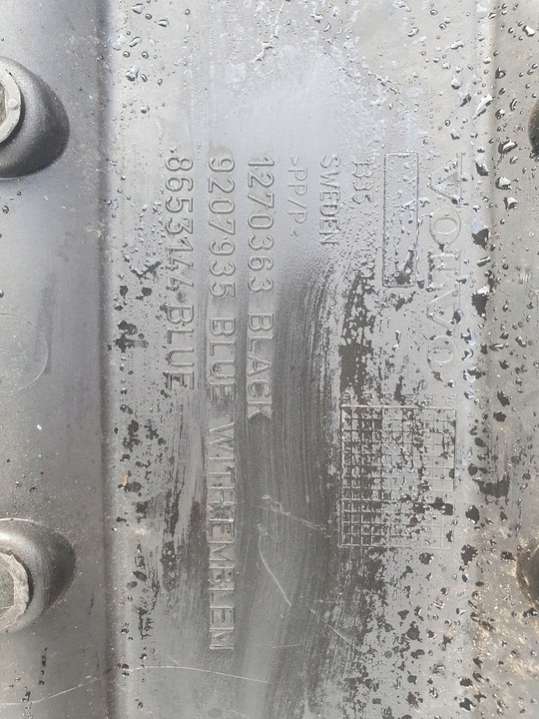 VOLVO
SWEDEN
>PP/P<
1270363 BLACK
9207935 BLUE WITH EMBLEM
8653144 BLUE